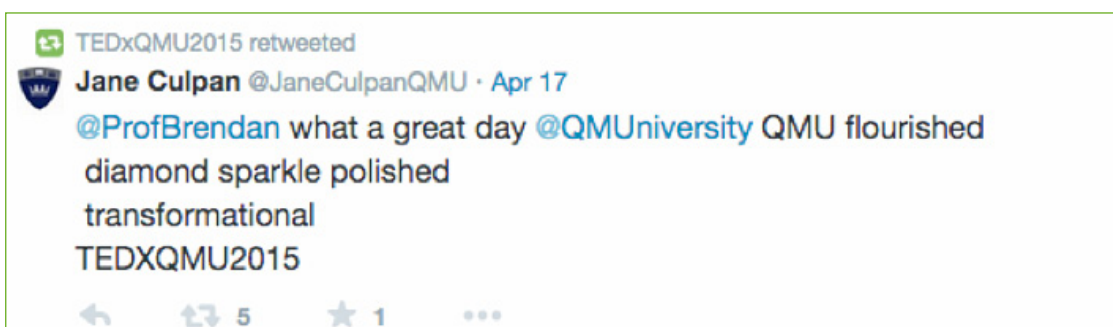 TEDxQMU2015 retweeted
Jane Culpan @JaneCulpanQMU · Apr 17
@ProfBrendan what a great day @QMUniversity QMU flourished
diamond sparkle polished
transformational
TEDXQMU2015
5 1